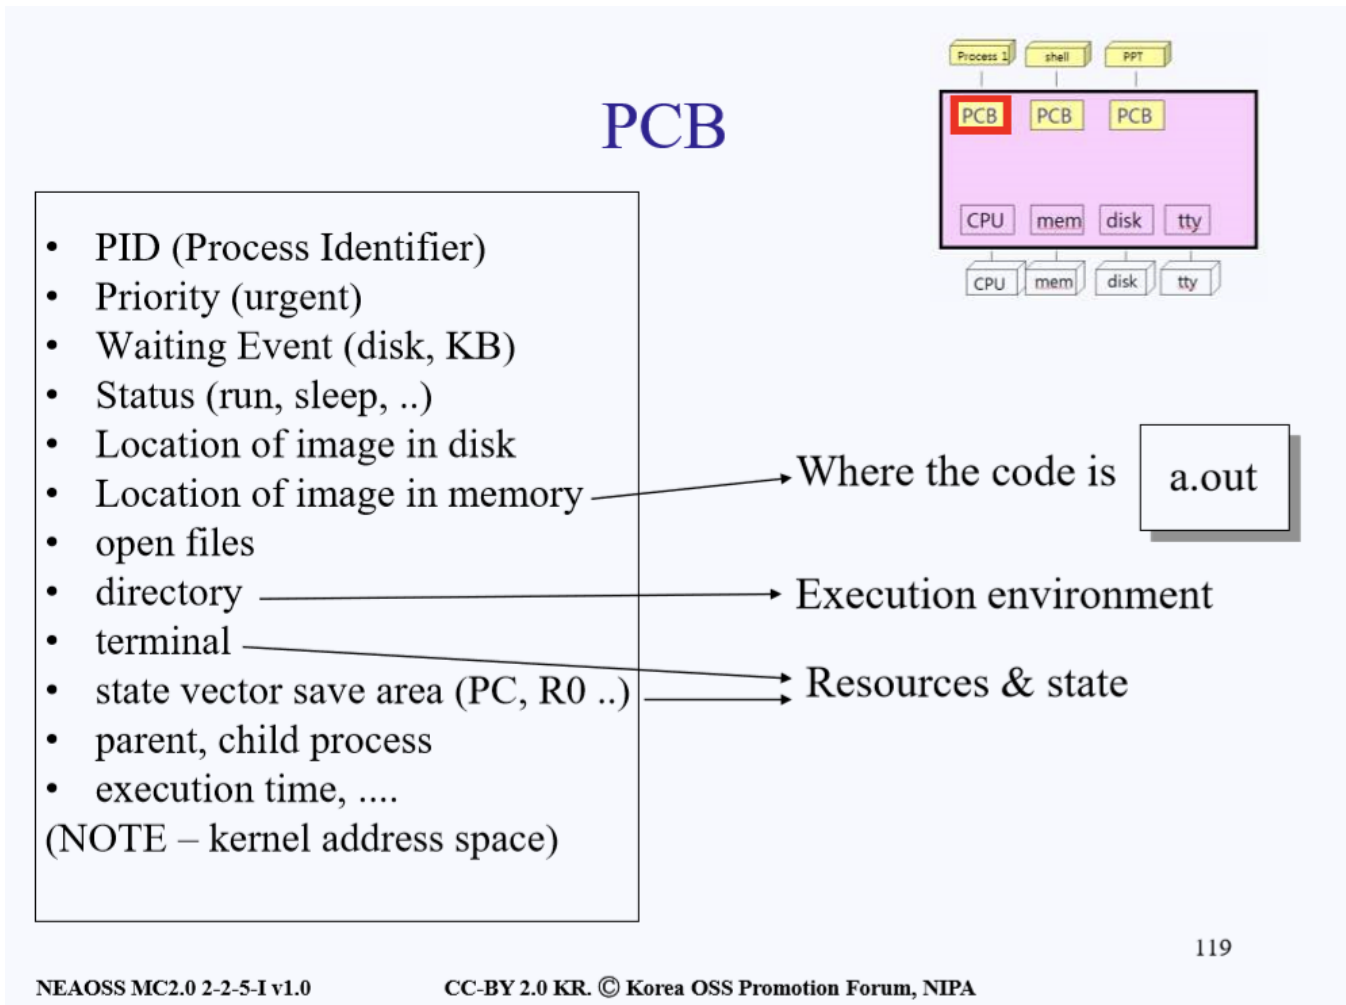 PCB
Process 1 shell PPT
PCB PCB PCB
CPU mem disk tty
CPU mem disk tty
• PID (Process Identifier)
• Priority (urgent)
• Waiting Event (disk, KB)
• Status (run, sleep, ..)
• Location of image in disk
• Location of image in memory
• open files
• directory
• terminal
• state vector save area (PC, R0 ..)
• parent, child process
• execution time, ....
(NOTE – kernel address space)
Where the code is
a.out
Execution environment
Resources & state
119
NEAOSS MC2.0 2-2-5-I v1.0
CC-BY 2.0 KR. Ⓒ Korea OSS Promotion Forum, NIPA